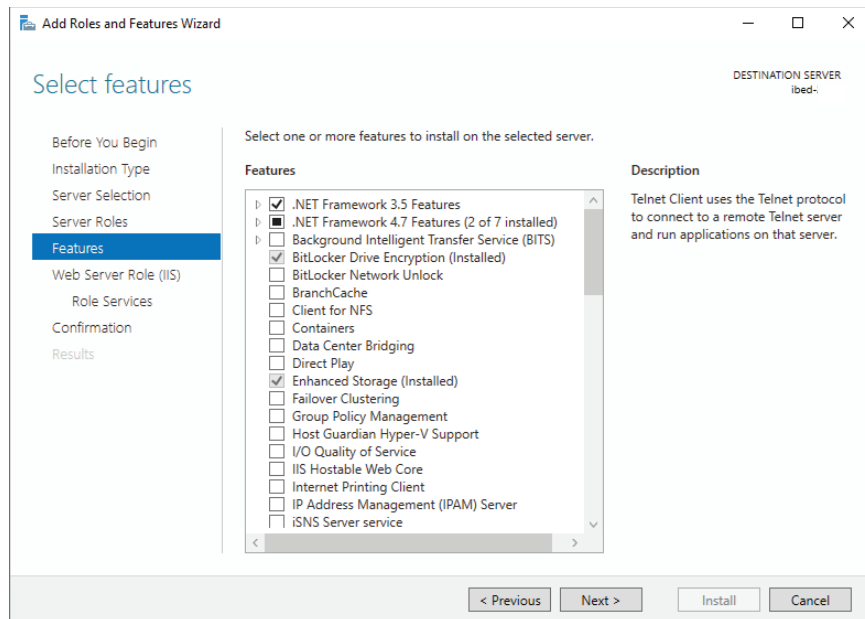 Add Roles and Features Wizard
Select features
DESTINATION SERVER
ibed-
Before You Begin
Installation Type
Server Selection
Server Roles
Features
Web Server Role (IIS)
Role Services
Confirmation
Results
Select one or more features to install on the selected server.
Features
.NET Framework 3.5 Features
.NET Framework 4.7 Features (2 of 7 installed)
Background Intelligent Transfer Service (BITS)
BitLocker Drive Encryption (Installed)
BitLocker Network Unlock
BranchCache
Client for NFS
Containers
Data Center Bridging
Direct Play
Enhanced Storage (Installed)
Failover Clustering
Group Policy Management
Host Guardian Hyper-V Support
I/O Quality of Service
IIS Hostable Web Core
Internet Printing Client
IP Address Management (IPAM) Server
iSNS Server service
Description
Telnet Client uses the Telnet protocol
to connect to a remote Telnet server
and run applications on that server.
< Previous
Next >
Install
Cancel